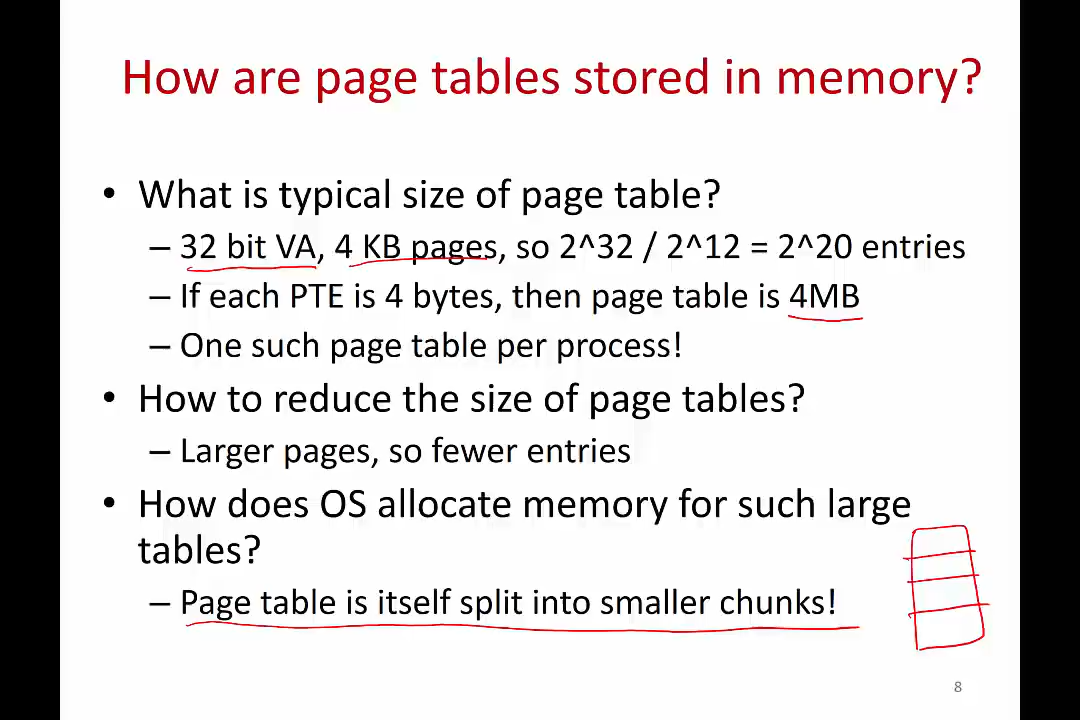 How are page tables stored in memory?
• What is typical size of page table?
– 32 bit VA, 4 KB pages, so 2^32 / 2^12 = 2^20 entries
– If each PTE is 4 bytes, then page table is 4MB
– One such page table per process!
• How to reduce the size of page tables?
– Larger pages, so fewer entries
• How does OS allocate memory for such large
tables?
– Page table is itself split into smaller chunks!
8